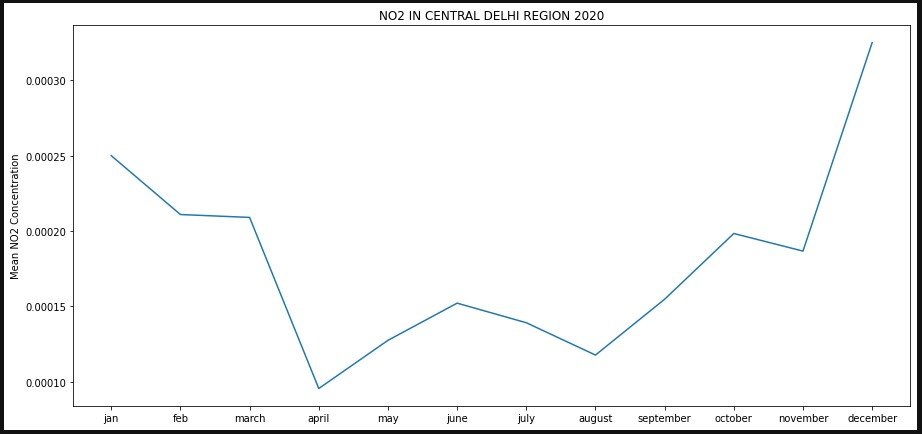 NO2 IN CENTRAL DELHI REGION 2020
Mean NO2 Concentration
0.00030
0.00025
0.00020
0.00015
0.00010
jan feb march april may june july august september october november december